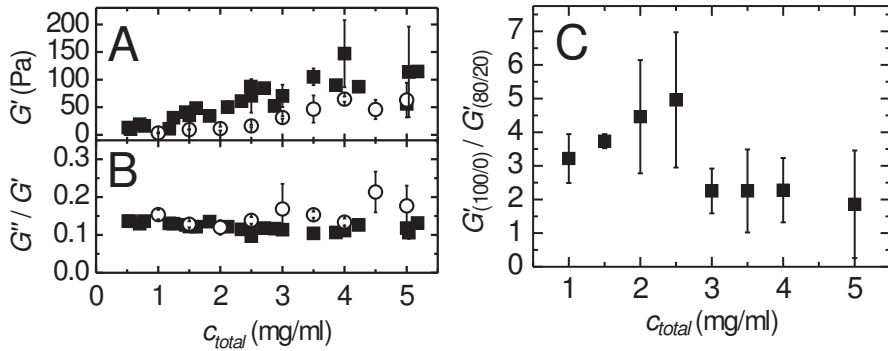 A
G′ (Pa)
200
150
100
50
0
B
G″ / G′
0.3
0.2
0.1
0.0
0 1 2 3 4 5
c_total (mg/ml)
C
G′(100/0) / G′(80/20)
7
6
5
4
3
2
1
0
1 2 3 4 5
c_total (mg/ml)